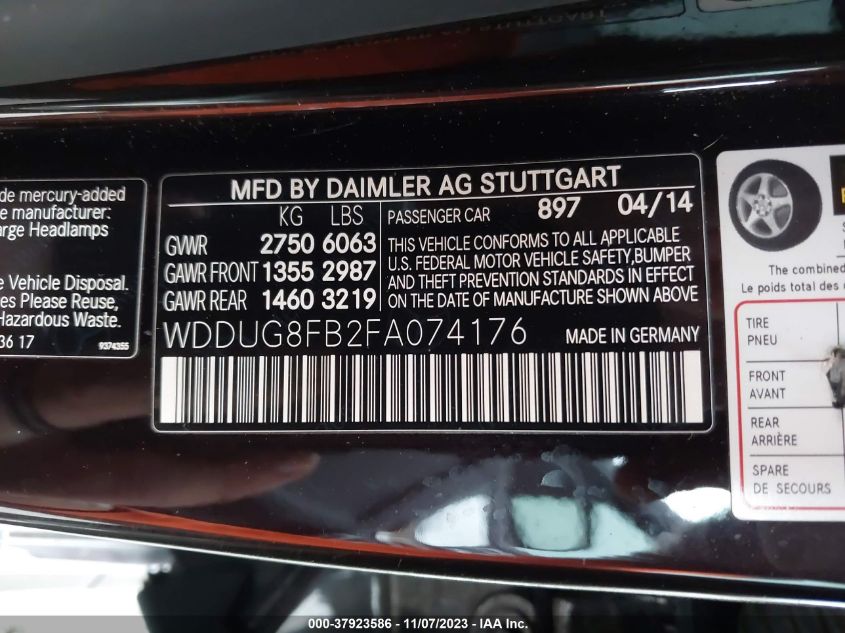 de mercury-added
e manufacturer:
arge Headlamps
e Vehicle Disposal.
es Please Reuse,
Hazardous Waste.
36 17
9374355
MFD BY DAIMLER AG STUTTGART
KG LBS
GVWR 2750 6063
GAWR FRONT 1355 2987
GAWR REAR 1460 3219
PASSENGER CAR 897 04/14
THIS VEHICLE CONFORMS TO ALL APPLICABLE
U.S. FEDERAL MOTOR VEHICLE SAFETY,BUMPER
AND THEFT PREVENTION STANDARDS IN EFFECT
ON THE DATE OF MANUFACTURE SHOWN ABOVE
WDDUG8FB2FA074176 MADE IN GERMANY
The combined
Le poids total des
TIRE
PNEU
FRONT
AVANT
REAR
ARRIÈRE
SPARE
DE SECOURS
000-37923586 - 11/07/2023 - IAA Inc.